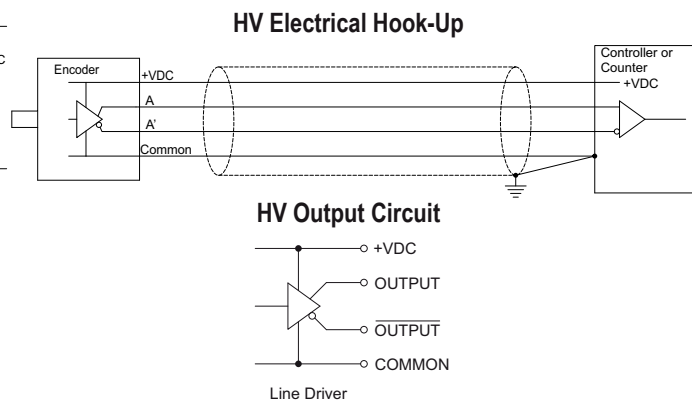 HV Electrical Hook-Up
C
Encoder
+VDC
A
A'
Common
Controller or
Counter
+VDC
HV Output Circuit
+VDC
OUTPUT
OUTPUT
COMMON
Line Driver